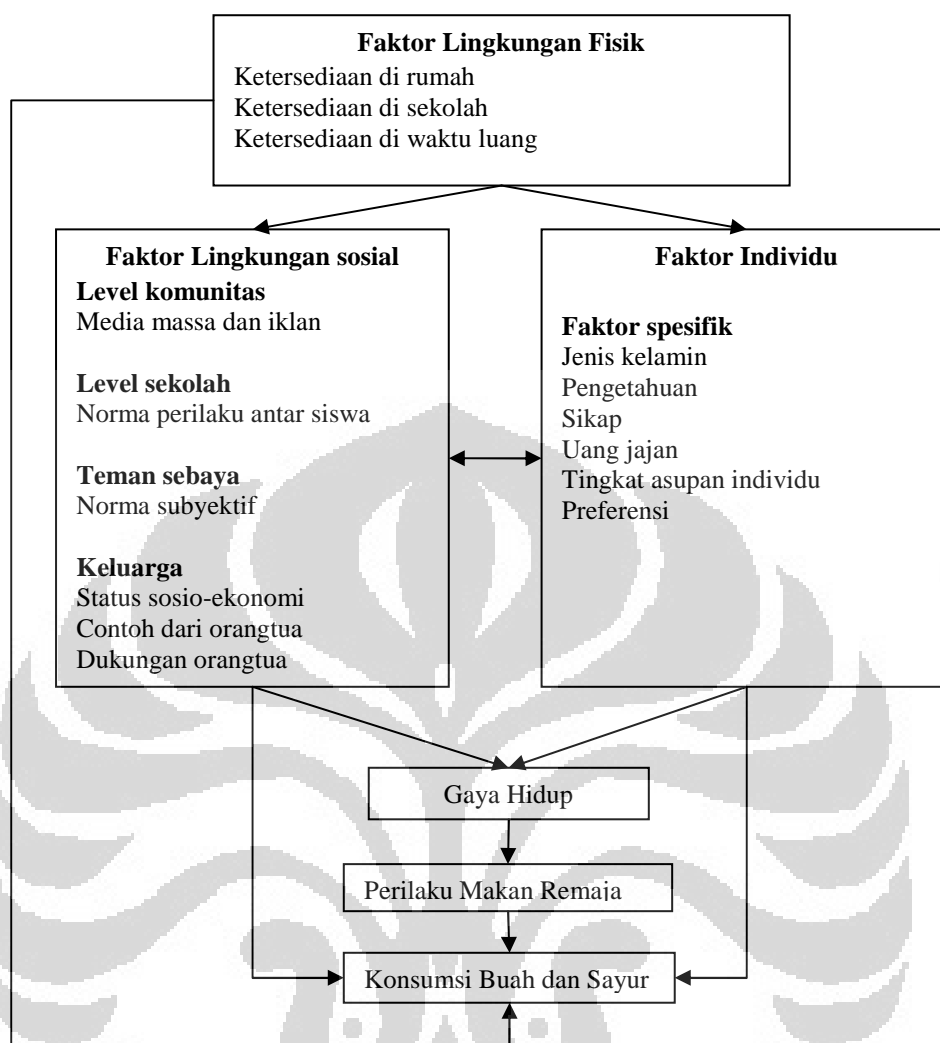 Faktor Lingkungan Fisik
Ketersediaan di rumah
Ketersediaan di sekolah
Ketersediaan di waktu luang
Faktor Lingkungan sosial
Level komunitas
Media massa dan iklan
Level sekolah
Norma perilaku antar siswa
Teman sebaya
Norma subyektif
Keluarga
Status sosio-ekonomi
Contoh dari orangtua
Dukungan orangtua
Faktor Individu
Faktor spesifik
Jenis kelamin
Pengetahuan
Sikap
Uang jajan
Tingkat asupan individu
Preferensi
Gaya Hidup
Perilaku Makan Remaja
Konsumsi Buah dan Sayur